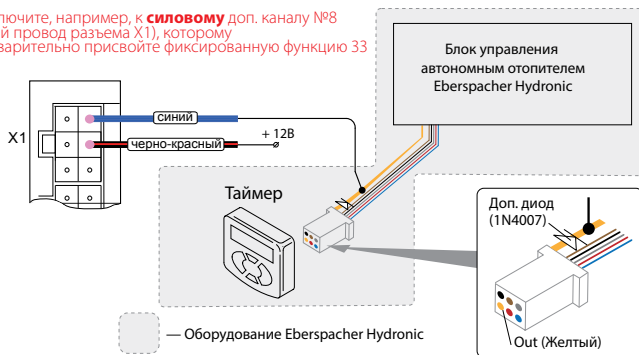 ключите, например, к силовому доп. каналу №8
й провод разъема X1), которому
варительно присвойте фиксированную функцию 33
Блок управления
автономным отопителем
Eberspacher Hydronic
X1
синий
черно-красный
+ 12В
Таймер
Доп. диод
(1N4007)
Out (Желтый)
— Оборудование Eberspacher Hydronic